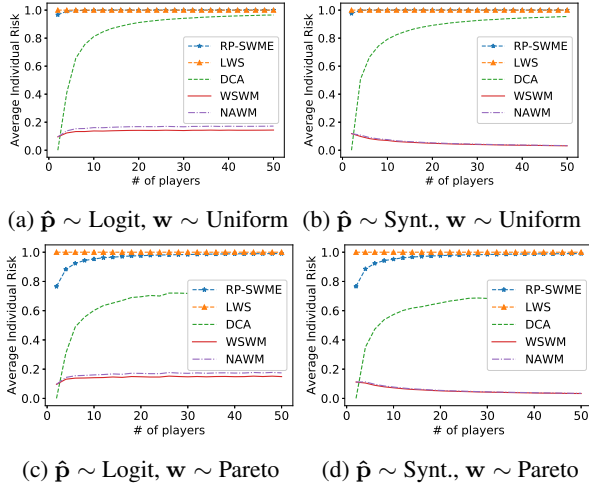 Average Individual Risk
1.0
0.8
0.6
0.4
0.2
0.0
RP-SWME
LWS
DCA
WSWM
NAWM
0 10 20 30 40 50
# of players
Average Individual Risk
1.0
0.8
0.6
0.4
0.2
0.0
RP-SWME
LWS
DCA
WSWM
NAWM
0 10 20 30 40 50
# of players
(a) p̂ ∼ Logit, w ∼ Uniform
(b) p̂ ∼ Synt., w ∼ Uniform
Average Individual Risk
1.0
0.8
0.6
0.4
0.2
0.0
RP-SWME
LWS
DCA
WSWM
NAWM
0 10 20 30 40 50
# of players
Average Individual Risk
1.0
0.8
0.6
0.4
0.2
0.0
RP-SWME
LWS
DCA
WSWM
NAWM
0 10 20 30 40 50
# of players
(c) p̂ ∼ Logit, w ∼ Pareto
(d) p̂ ∼ Synt., w ∼ Pareto